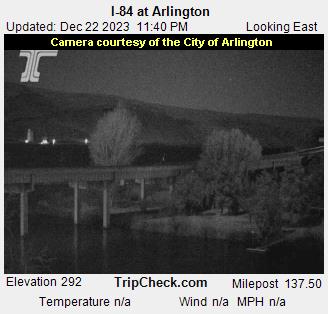 I-84 at Arlington
Updated: Dec 22 2023 11:40 PM Looking East
Camera courtesy of the City of Arlington
Elevation 292 TripCheck.com Milepost 137.50
Temperature n/a Wind n/a MPH n/a